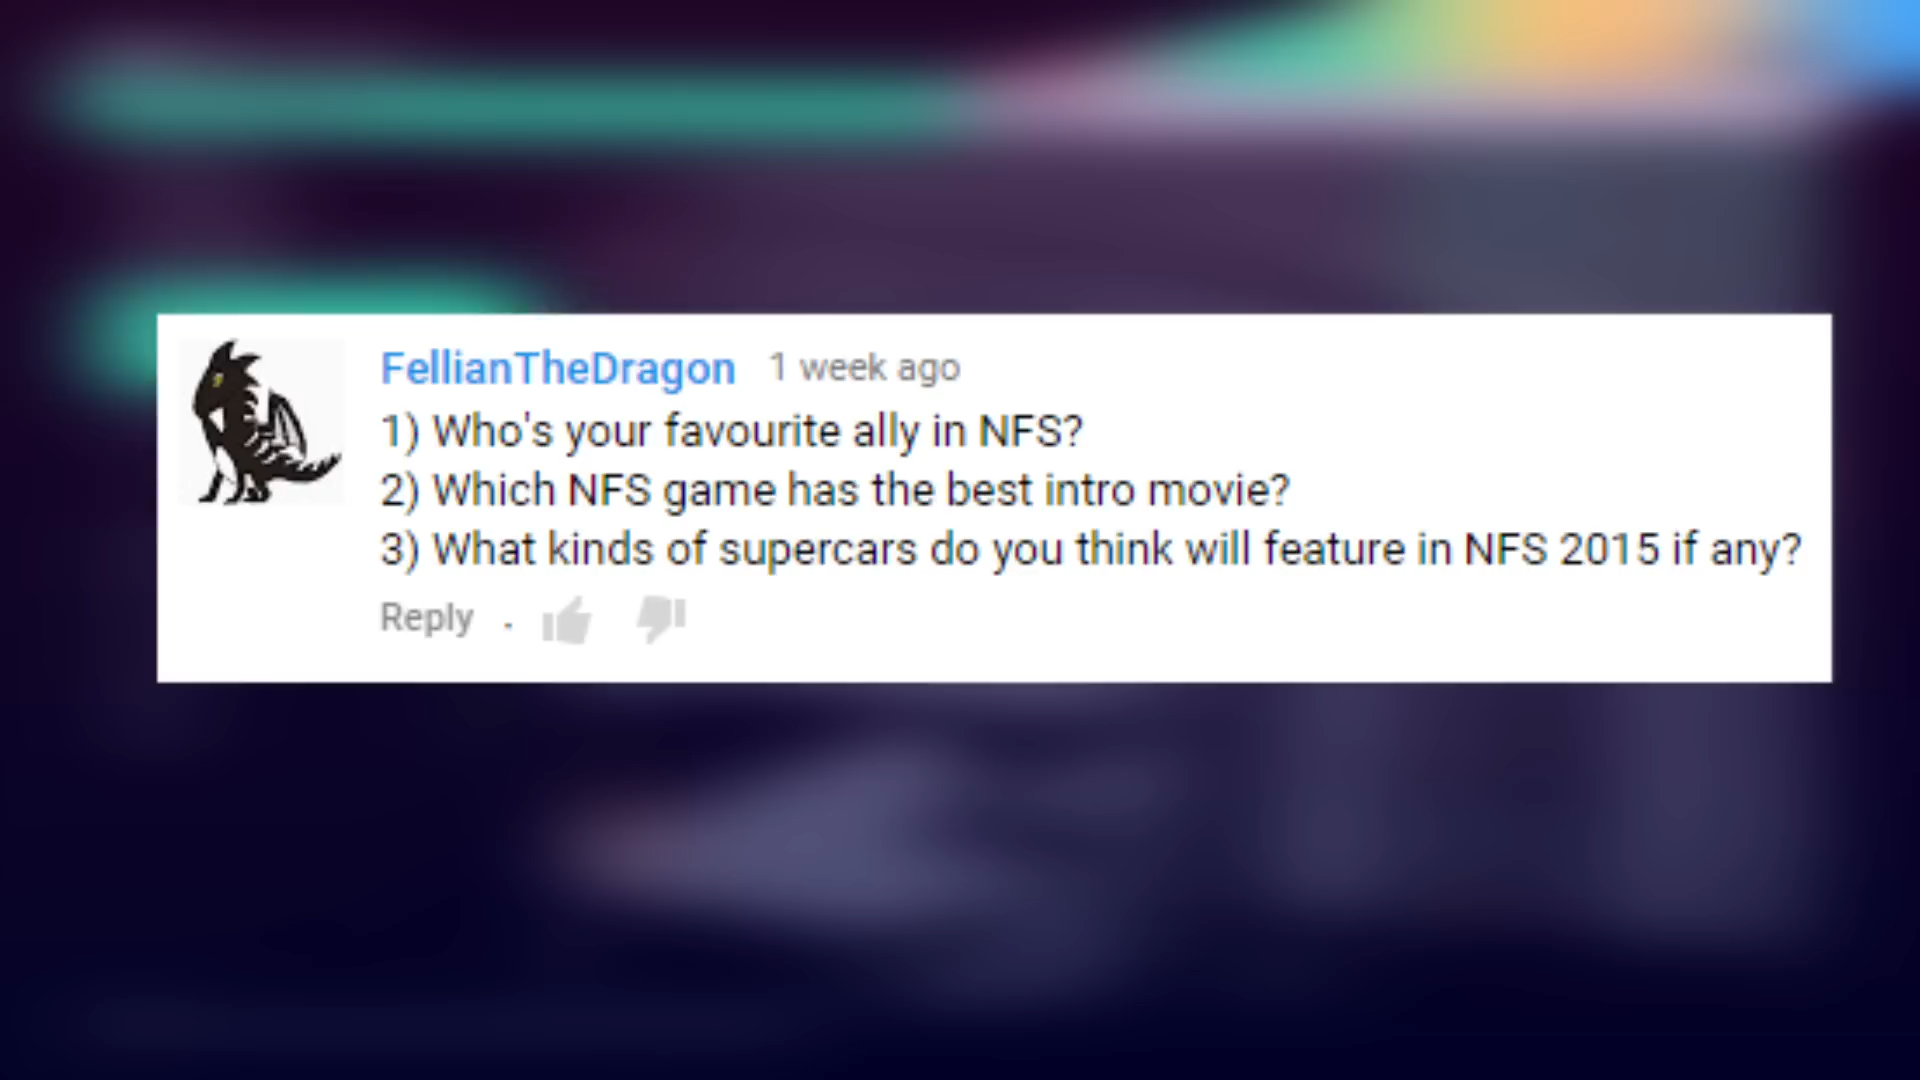 FellianTheDragon 1 week ago
1) Who's your favourite ally in NFS?
2) Which NFS game has the best intro movie?
3) What kinds of supercars do you think will feature in NFS 2015 if any?
Reply .